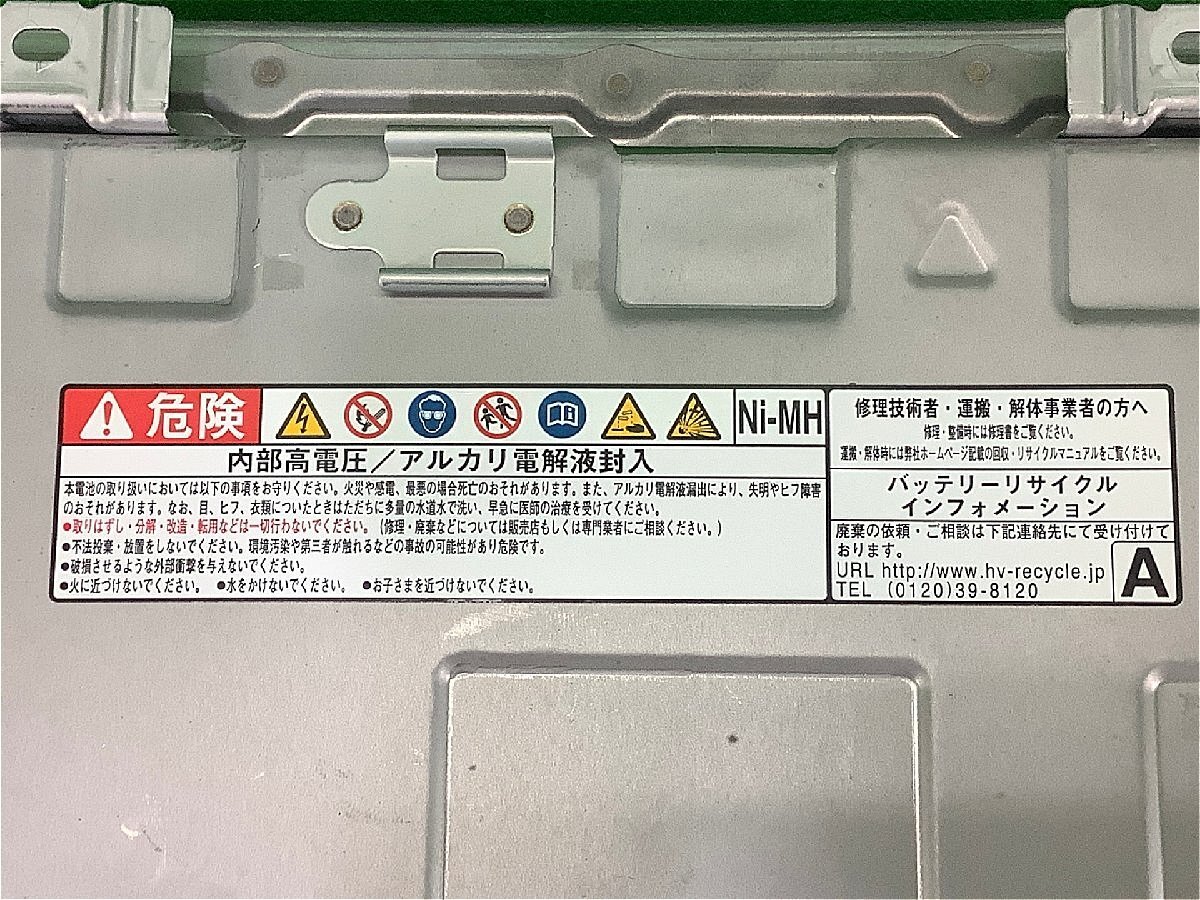 危険
Ni-MH
内部高電圧／アルカリ電解液封入
本電池の取り扱いにおいては以下の事項をお守りください。火災や感電、最悪の場合死亡のおそれがあります。また、アルカリ電解液漏出により、失明やヒフ障害
のおそれがあります。なお、目、ヒフ、衣類についたときはただちに多量の水道水で洗い、早急に医師の治療を受けてください。
●取りはずし・分解・改造・転用などは一切行わないでください。(修理・廃棄などについては販売店もしくは専門業者にご相談ください。)
●不法投棄・放置をしないでください。環境汚染や第三者が触れるなどの事故の可能性があり危険です。
●破損させるような外部衝撃を与えないでください。
●火に近づけないでください。 ●水をかけないでください。 ●お子さまを近づけないでください。
修理技術者・運搬・解体事業者の方へ
修理・整備時には修理書をご覧ください。
運搬・解体時には弊社ホームページ記載の回収・リサイクルマニュアルをご覧ください。
バッテリーリサイクル
インフォメーション
廃棄の依頼・ご相談は下記連絡先にて受け付けて
おります。
URL http://www.hv-recycle.jp
TEL (0120)39-8120
A